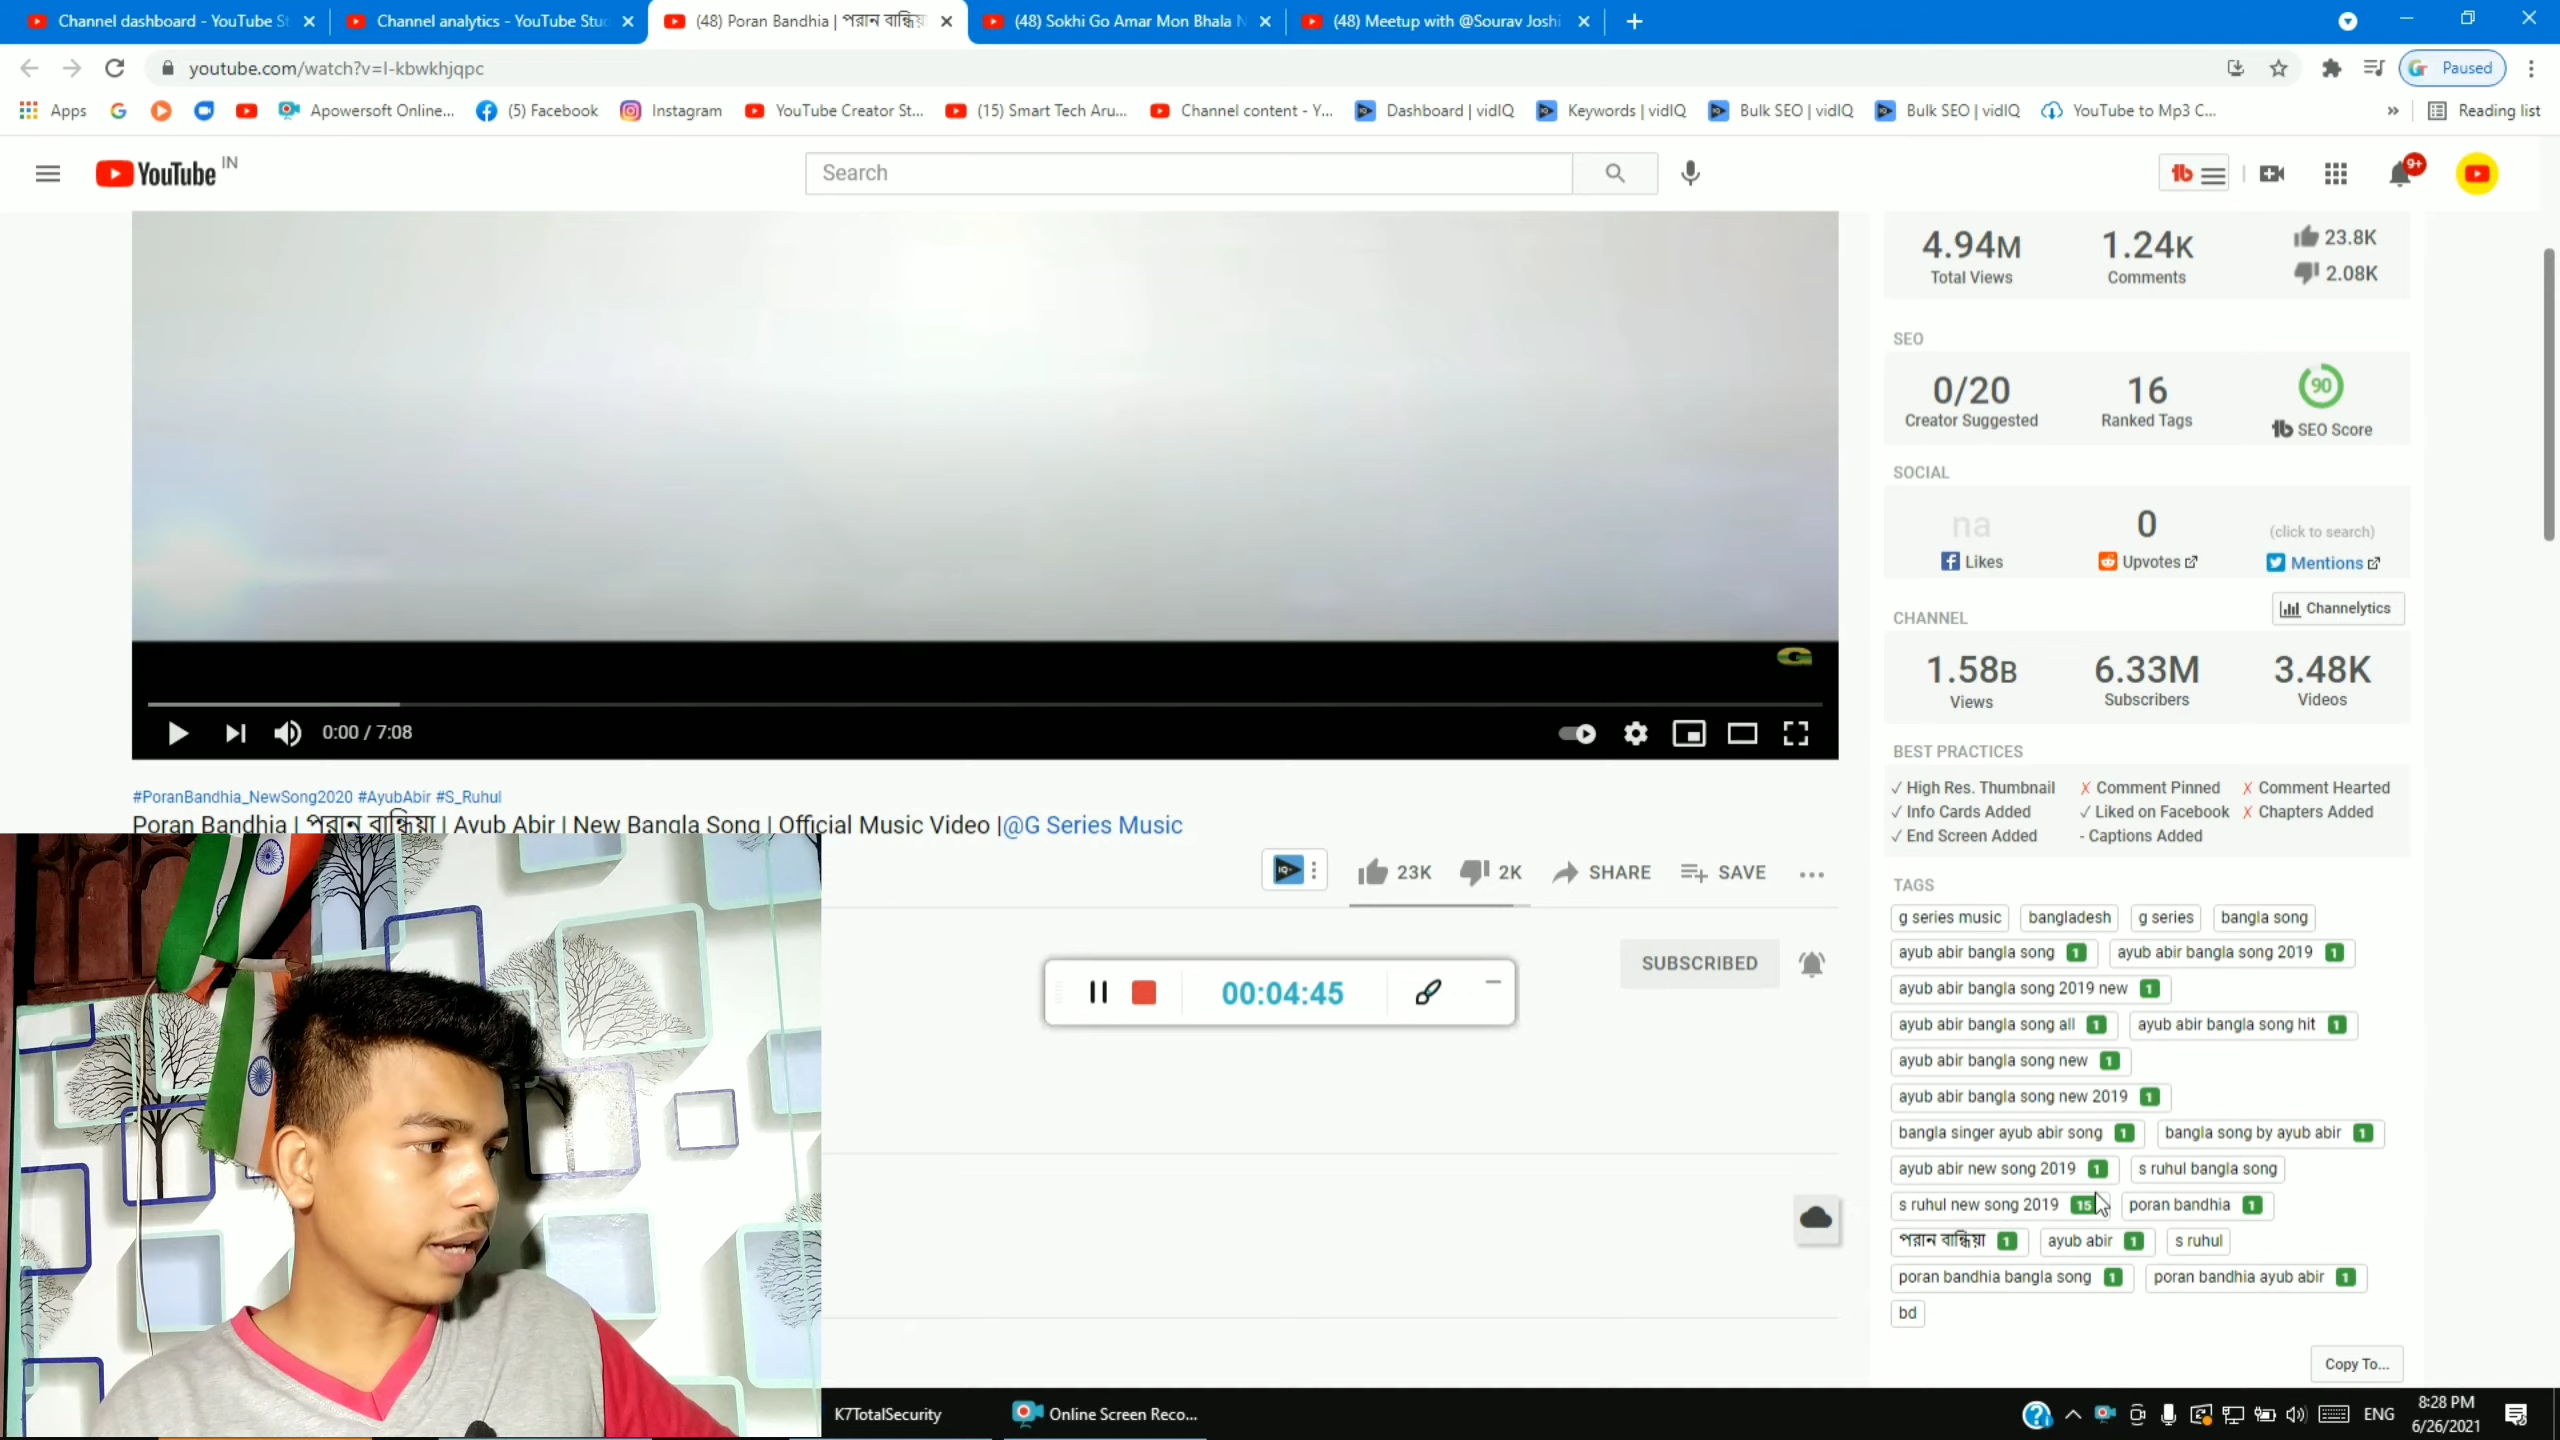 Channel dashboard - YouTube St
Channel analytics - YouTube Stud
(48) Poran Bandhia | পরান বান্ধিয়া
(48) Sokhi Go Amar Mon Bhala N
(48) Meetup with @Sourav Joshi
youtube.com/watch?v=I-kbwkhjqpc
Paused
Apps
Apowersoft Online...
(5) Facebook
Instagram
YouTube Creator St...
(15) Smart Tech Aru...
Channel content - Y...
Dashboard | vidIQ
Keywords | vidIQ
Bulk SEO | vidIQ
Bulk SEO | vidIQ
YouTube to Mp3 C...
Reading list
YouTube IN
Search
9+
4.94M
Total Views
1.24K
Comments
23.8K
2.08K
SEO
0/20
Creator Suggested
16
Ranked Tags
90
tb SEO Score
SOCIAL
na
Likes
0
Upvotes
(click to search)
Mentions
CHANNEL
Channelytics
1.58B
Views
6.33M
Subscribers
3.48K
Videos
BEST PRACTICES
✓ High Res. Thumbnail ✗ Comment Pinned ✗ Comment Hearted
✓ Info Cards Added ✓ Liked on Facebook ✗ Chapters Added
✓ End Screen Added - Captions Added
0:00 / 7:08
#PoranBandhia_NewSong2020 #AyubAbir #S_Ruhul
Poran Bandhia | পরান বান্ধিয়া | Ayub Abir | New Bangla Song | Official Music Video |@G Series Music
23K
2K
SHARE
SAVE
SUBSCRIBED
00:04:45
TAGS
g series music bangladesh g series bangla song
ayub abir bangla song 1 ayub abir bangla song 2019 1
ayub abir bangla song 2019 new 1
ayub abir bangla song all 1 ayub abir bangla song hit 1
ayub abir bangla song new 1
ayub abir bangla song new 2019 1
bangla singer ayub abir song 1 bangla song by ayub abir 1
ayub abir new song 2019 1 s ruhul bangla song
s ruhul new song 2019 15 poran bandhia 1
পরান বান্ধিয়া 1 ayub abir 1 s ruhul
poran bandhia bangla song 1 poran bandhia ayub abir 1
bd
Copy To...
K7TotalSecurity
Online Screen Reco...
ENG
8:28 PM
6/26/2021